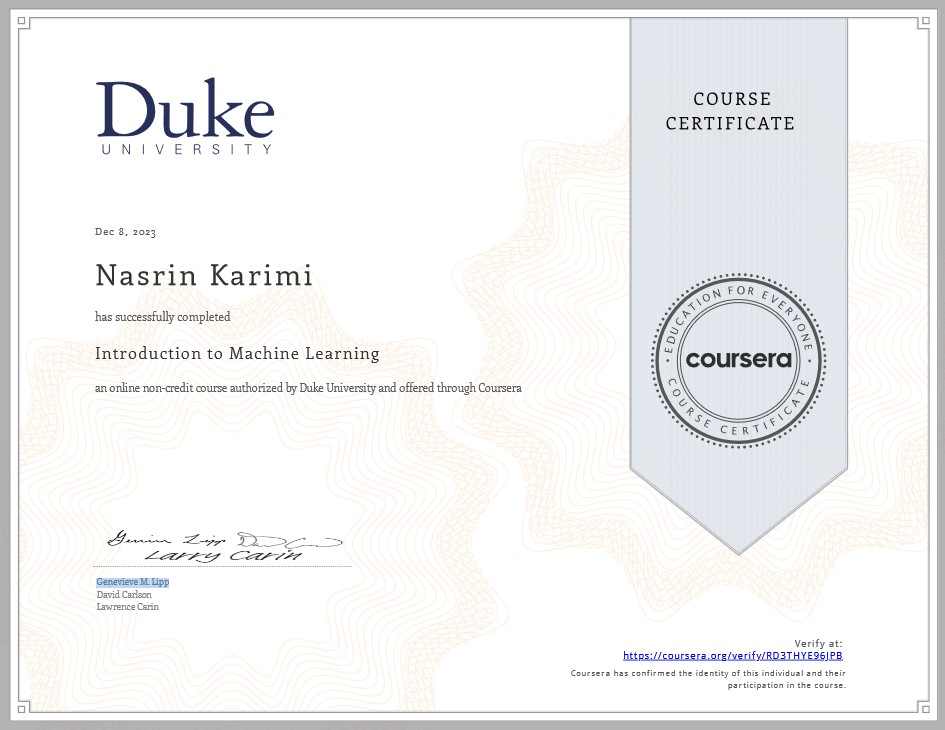 Duke
UNIVERSITY
COURSE
CERTIFICATE
Dec 8, 2023
Nasrin Karimi
has successfully completed
Introduction to Machine Learning
an online non-credit course authorized by Duke University and offered through Coursera
EDUCATION FOR EVERYONE
coursera
COURSE CERTIFICATE
Genevieve M. Lipp
David Carlson
Lawrence Carin
Larry Carin
Verify at:
https://coursera.org/verify/RD3THYE96JPB
Coursera has confirmed the identity of this individual and their
participation in the course.